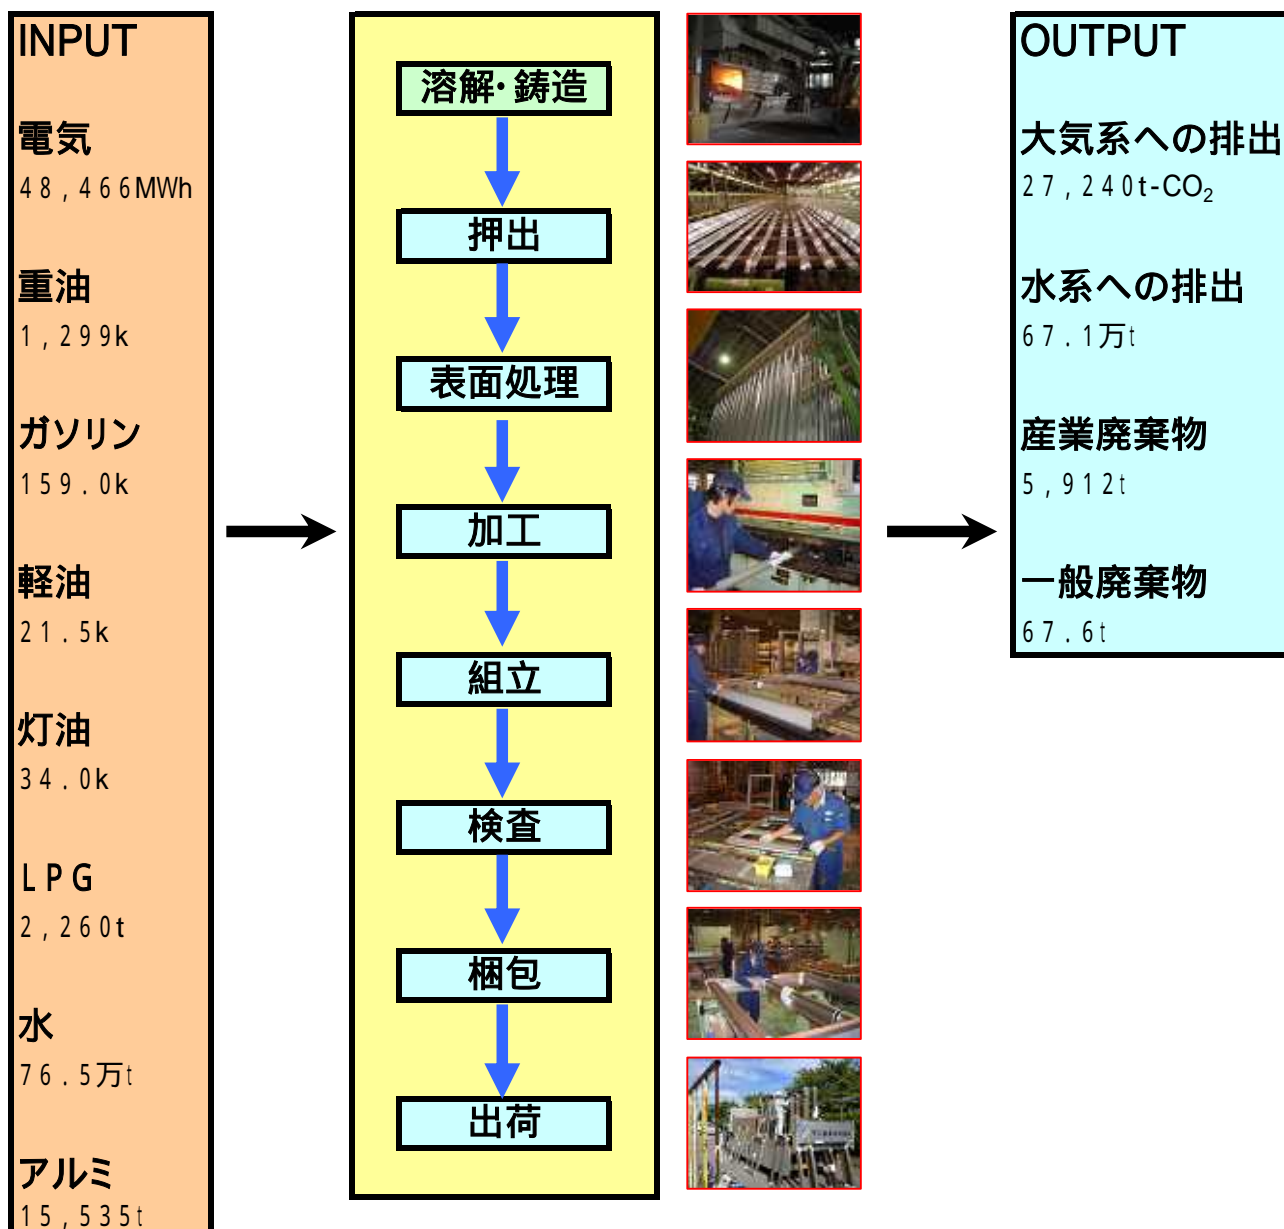 INPUT
電気
48,466MWh
重油
1,299k
ガソリン
159.0k
軽油
21.5k
灯油
34.0k
LPG
2,260t
水
76.5万t
アルミ
15,535t
溶解・鋳造
押出
表面処理
加工
組立
検査
梱包
出荷
OUTPUT
大気系への排出
27,240t-CO₂
水系への排出
67.1万t
産業廃棄物
5,912t
一般廃棄物
67.6t